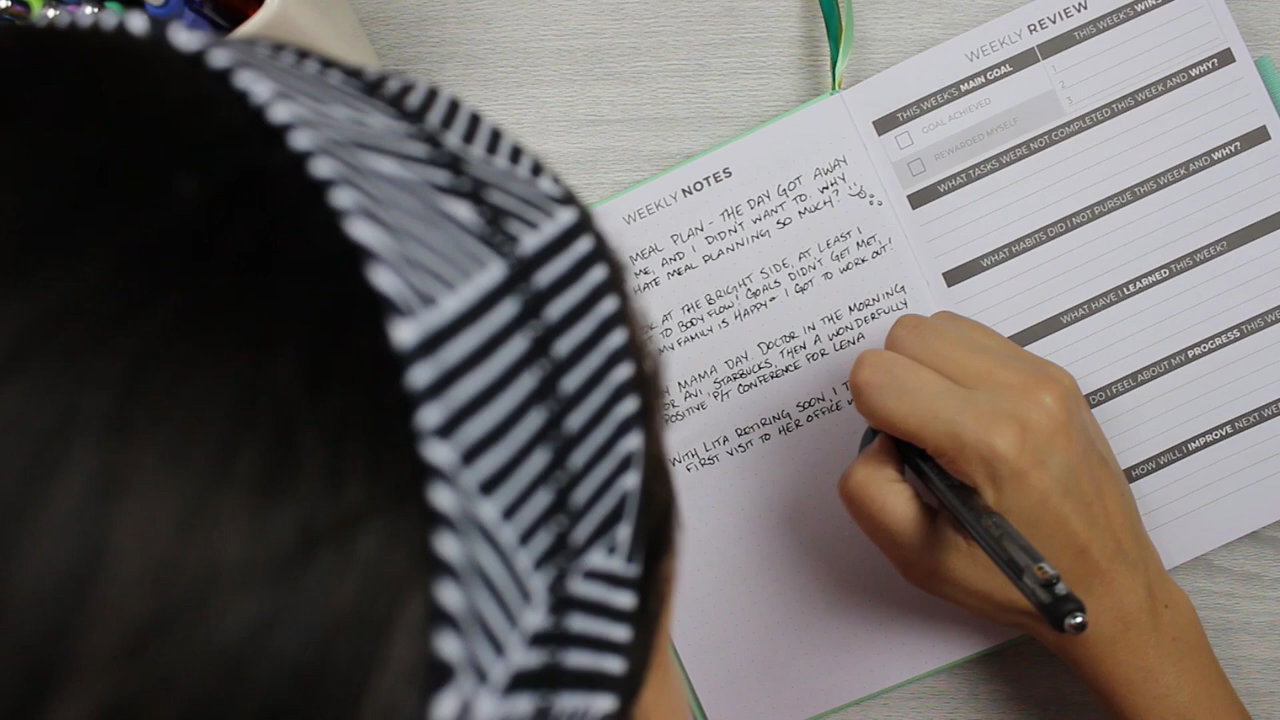 WEEKLY NOTES
MEAL PLAN - THE DAY GOT AWAY
ME, AND I DIDN'T WANT TO. WHY
HATE MEAL PLANNING SO MUCH?
AT THE BRIGHT SIDE, AT LEAST I
TO BODY FLOW! GOALS DIDN'T GET MET,
MY FAMILY IS HAPPY & I GOT TO WORK OUT!
MAMA DAY. DOCTOR IN THE MORNING
AVI, STARBUCKS, THEN A WONDERFULLY
POSITIVE P/T CONFERENCE FOR LENA
WITH LITA RETIRING SOON, I
FIRST VISIT TO HER OFFICE
WEEKLY REVIEW
THIS WEEK'S MAIN GOAL
THIS WEEK'S WINS
GOAL ACHIEVED
REWARDED MYSELF
1
2
3
WHAT TASKS WERE NOT COMPLETED THIS WEEK AND WHY?
WHAT HABITS DID I NOT PURSUE THIS WEEK AND WHY?
WHAT HAVE I LEARNED THIS WEEK?
DO I FEEL ABOUT MY PROGRESS THIS
HOW WILL I IMPROVE NEXT